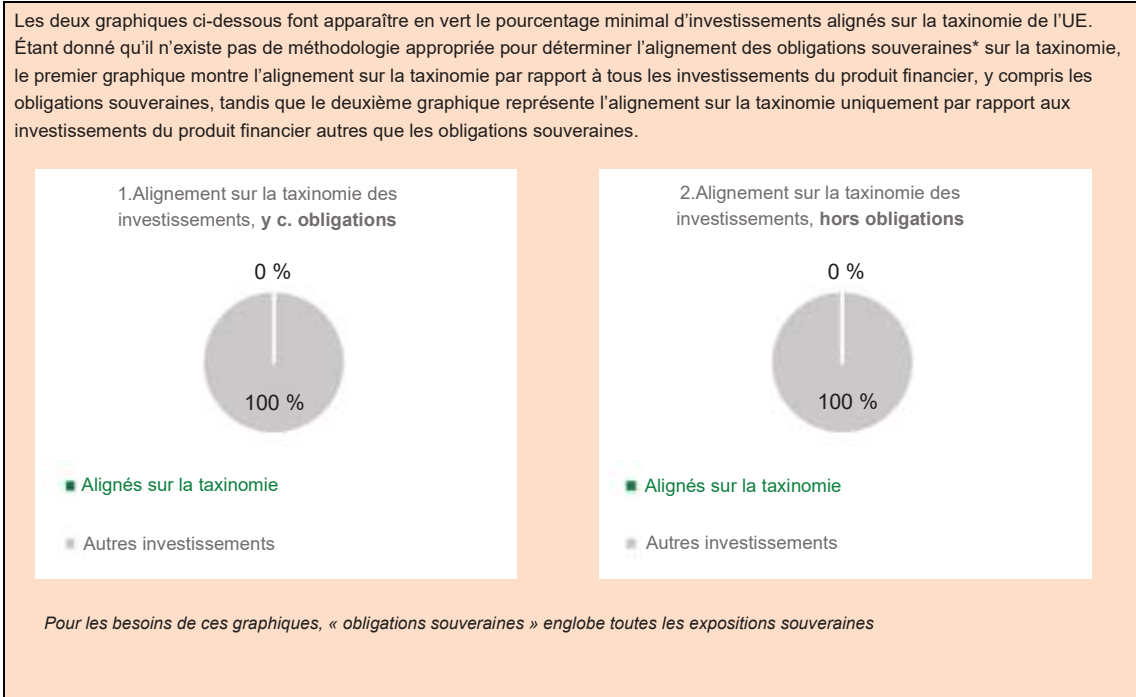 Les deux graphiques ci-dessous font apparaître en vert le pourcentage minimal d’investissements alignés sur la taxinomie de l’UE.
Étant donné qu’il n’existe pas de méthodologie appropriée pour déterminer l’alignement des obligations souveraines* sur la taxinomie,
le premier graphique montre l’alignement sur la taxinomie par rapport à tous les investissements du produit financier, y compris les
obligations souveraines, tandis que le deuxième graphique représente l’alignement sur la taxinomie uniquement par rapport aux
investissements du produit financier autres que les obligations souveraines.
1.Alignement sur la taxinomie des
investissements, y c. obligations
0 %
100 %
Alignés sur la taxinomie
Autres investissements
2.Alignement sur la taxinomie des
investissements, hors obligations
0 %
100 %
Alignés sur la taxinomie
Autres investissements
Pour les besoins de ces graphiques, « obligations souveraines » englobe toutes les expositions souveraines